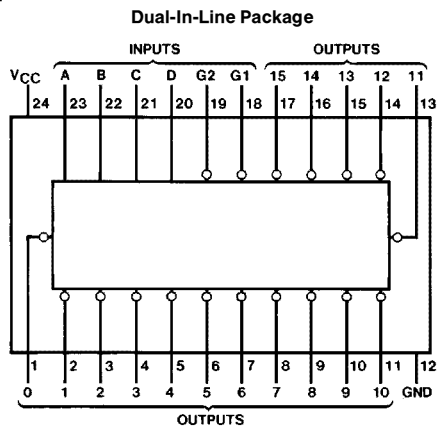 Dual-In-Line Package
INPUTS OUTPUTS
VCC A B C D G2 G1 15 14 13 12 11
24 23 22 21 20 19 18 17 16 15 14 13
1 2 3 4 5 6 7 8 9 10 11 12
0 1 2 3 4 5 6 7 8 9 10 GND
OUTPUTS